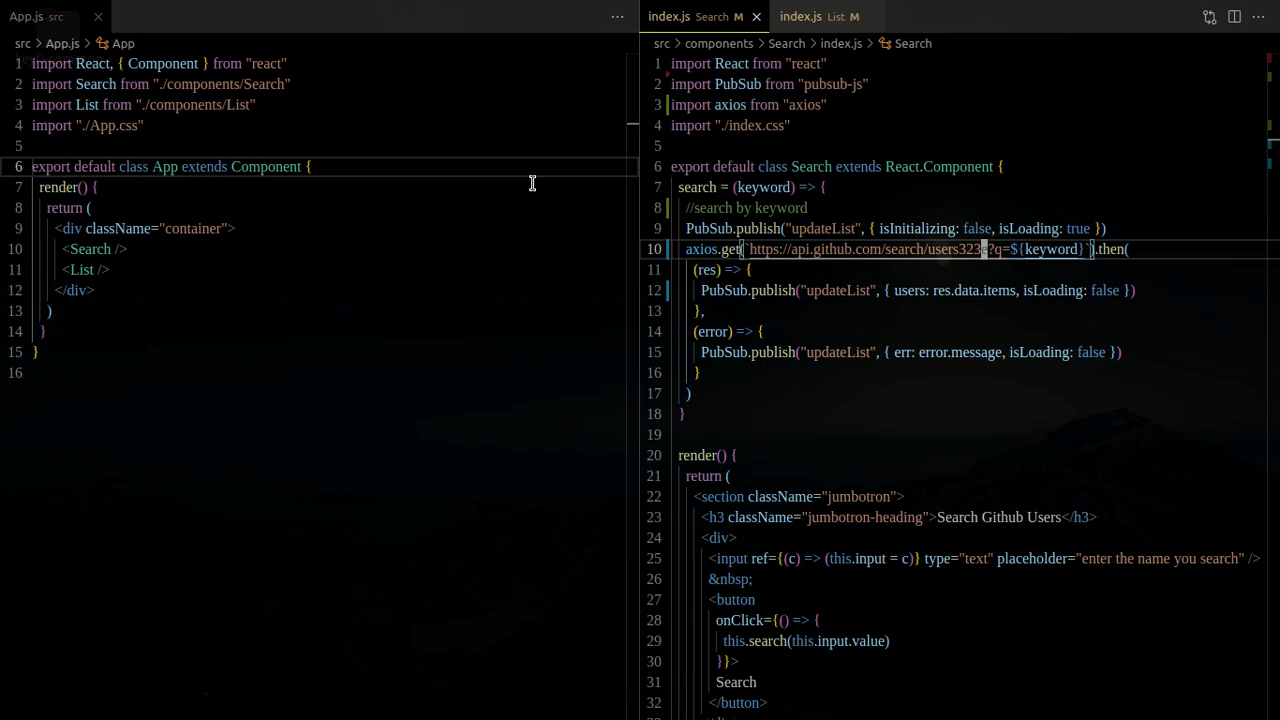 App.js src
src > App.js > App
1 import React, { Component } from "react"
2 import Search from "./components/Search"
3 import List from "./components/List"
4 import "./App.css"
5
6 export default class App extends Component {
7 render() {
8 return (
9 <div className="container">
10 <Search />
11 <List />
12 </div>
13 )
14 }
15 }
16
index.js Search M index.js List M
src > components > Search > index.js > Search
1 import React from "react"
2 import PubSub from "pubsub-js"
3 import axios from "axios"
4 import "./index.css"
5
6 export default class Search extends React.Component {
7 search = (keyword) => {
8 //search by keyword
9 PubSub.publish("updateList", { isInitializing: false, isLoading: true })
10 axios.get(`https://api.github.com/search/users323e?q=${keyword}`).then(
11 (res) => {
12 PubSub.publish("updateList", { users: res.data.items, isLoading: false })
13 },
14 (error) => {
15 PubSub.publish("updateList", { err: error.message, isLoading: false })
16 }
17 )
18 }
19
20 render() {
21 return (
22 <section className="jumbotron">
23 <h3 className="jumbotron-heading">Search Github Users</h3>
24 <div>
25 <input ref={(c) => (this.input = c)} type="text" placeholder="enter the name you search" />
26 &nbsp;
27 <button
28 onClick={() => {
29 this.search(this.input.value)
30 }}>
31 Search
32 </button>